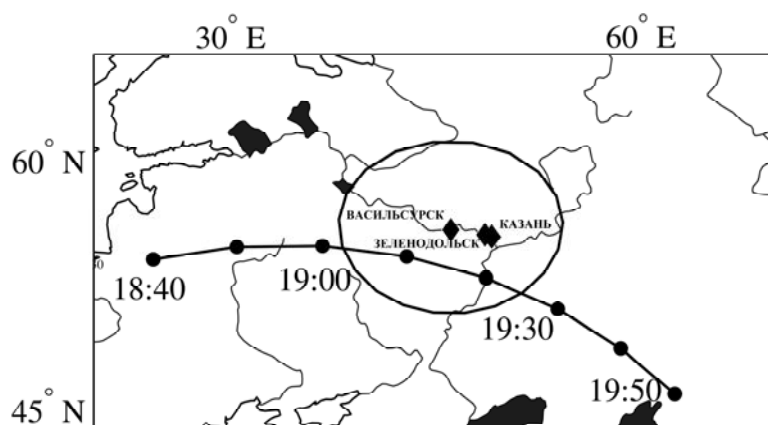 30° E 60° E
60° N
ВАСИЛЬСУРСК
КАЗАНЬ
ЗЕЛЕНОДОЛЬСК
18:40
19:00
19:30
19:50
45° N